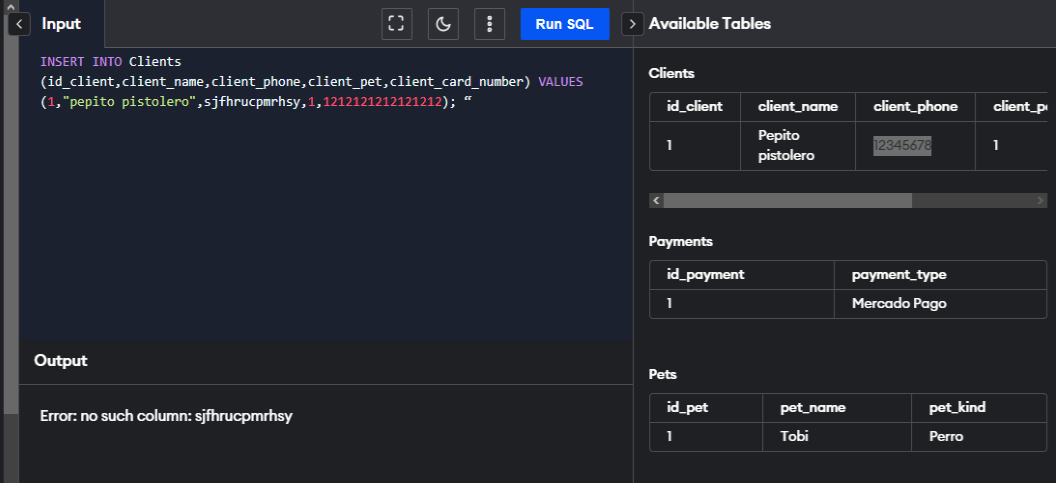 Input
Run SQL
INSERT INTO Clients
(id_client,client_name,client_phone,client_pet,client_card_number) VALUES
(1,"pepito pistolero",sjfhrucpmrhsy,1,1212121212121212); “
Output
Error: no such column: sjfhrucpmrhsy
Available Tables
Clients
id_client client_name client_phone
1 Pepito pistolero 12345678 1
Payments
id_payment payment_type
1 Mercado Pago
Pets
id_pet pet_name pet_kind
1 Tobi Perro